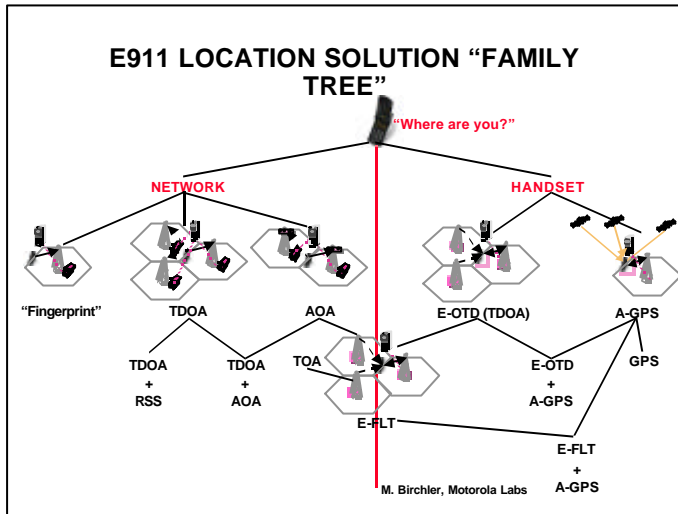 E911 LOCATION SOLUTION “FAMILY
TREE”
“Where are you?”
NETWORK
HANDSET
“Fingerprint”
TDOA
AOA
E-OTD (TDOA)
A-GPS
TDOA
+
RSS
TDOA
+
AOA
TOA
E-FLT
E-OTD
+
A-GPS
GPS
E-FLT
+
A-GPS
M. Birchler, Motorola Labs